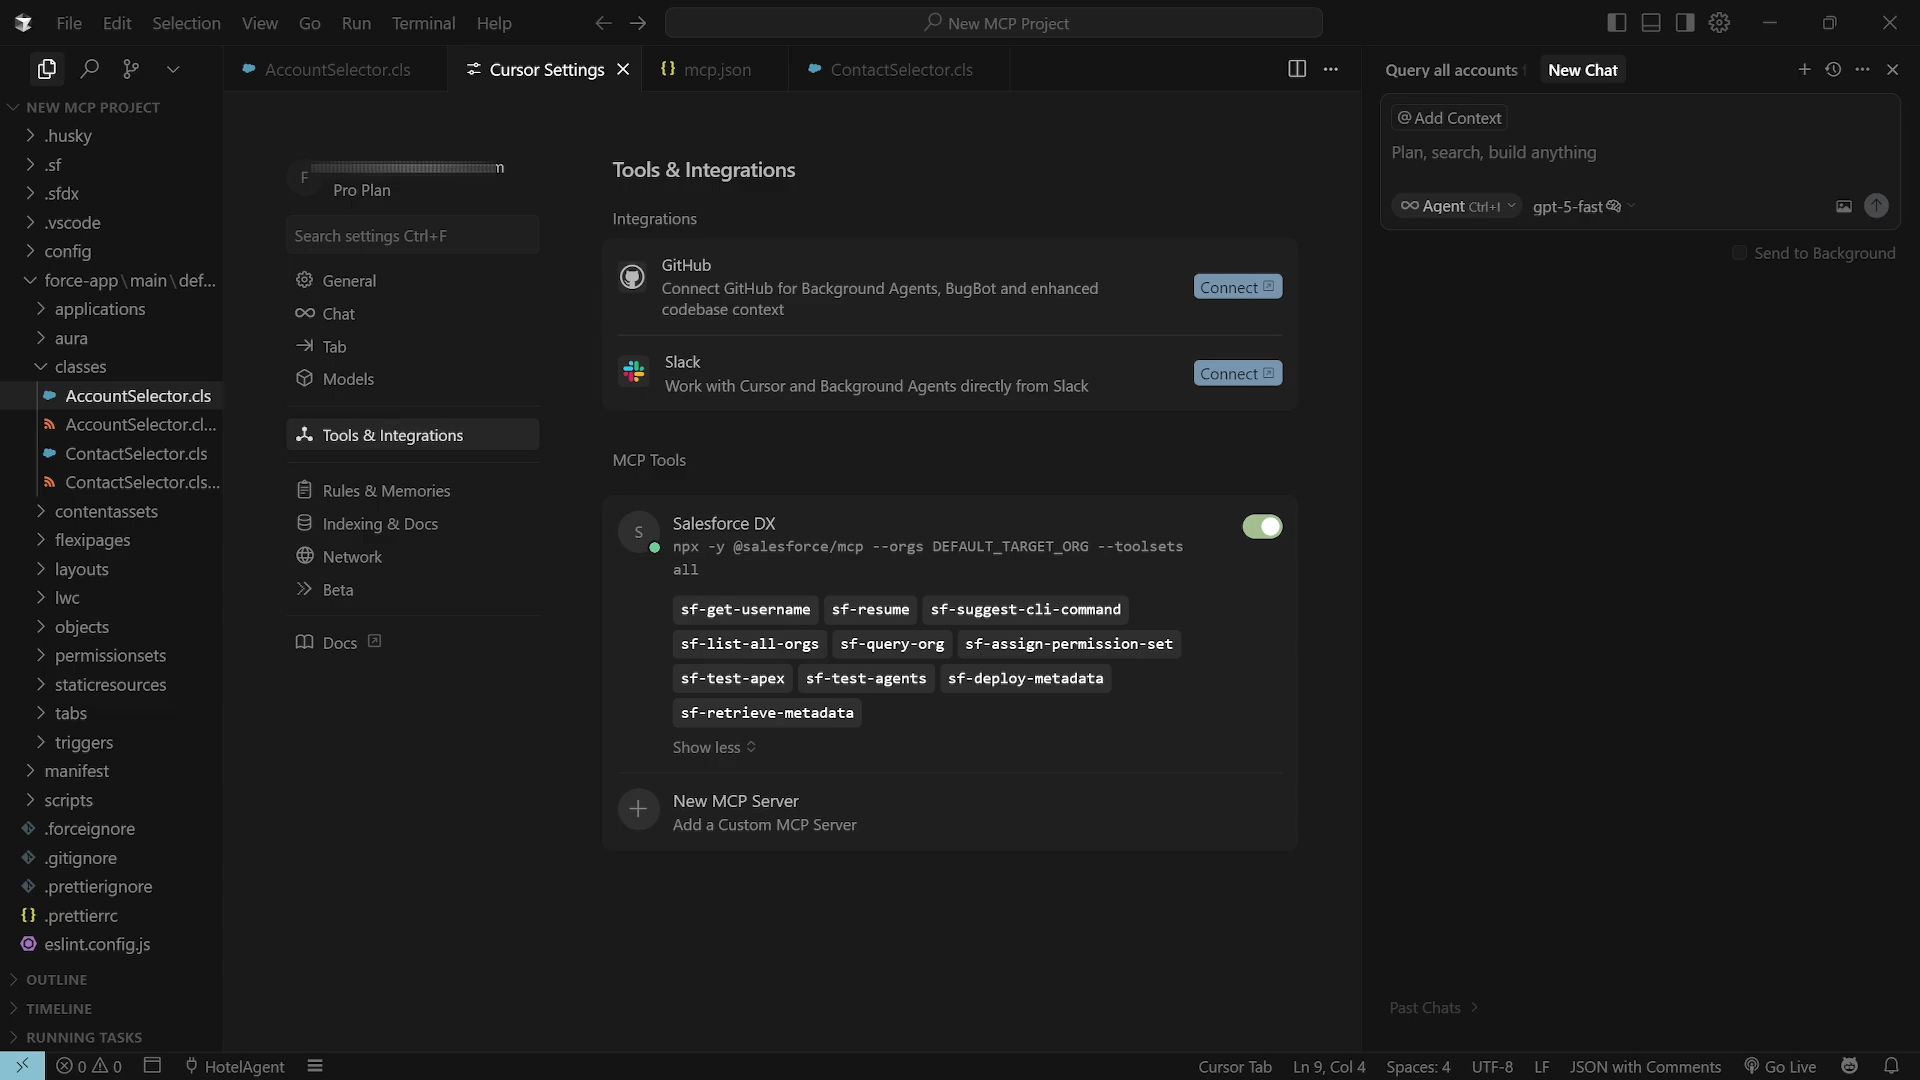 File Edit Selection View Go Run Terminal Help
New MCP Project
AccountSelector.cls
Cursor Settings
mcp.json
ContactSelector.cls
Query all accounts
New Chat
NEW MCP PROJECT
.husky
.sf
.sfdx
.vscode
config
force-app\main\def...
applications
aura
classes
AccountSelector.cls
AccountSelector.cl...
ContactSelector.cls
ContactSelector.cls...
contentassets
flexipages
layouts
lwc
objects
permissionsets
staticresources
tabs
triggers
manifest
scripts
.forceignore
.gitignore
.prettierignore
.prettierrc
eslint.config.js
OUTLINE
TIMELINE
RUNNING TASKS
F
m
Pro Plan
Search settings Ctrl+F
General
Chat
Tab
Models
Tools & Integrations
Rules & Memories
Indexing & Docs
Network
Beta
Docs
Tools & Integrations
Integrations
GitHub
Connect GitHub for Background Agents, BugBot and enhanced
codebase context
Connect
Slack
Work with Cursor and Background Agents directly from Slack
Connect
MCP Tools
S
Salesforce DX
npx -y @salesforce/mcp --orgs DEFAULT_TARGET_ORG --toolsets
all
sf-get-username sf-resume sf-suggest-cli-command
sf-list-all-orgs sf-query-org sf-assign-permission-set
sf-test-apex sf-test-agents sf-deploy-metadata
sf-retrieve-metadata
Show less
New MCP Server
Add a Custom MCP Server
@ Add Context
Plan, search, build anything
Agent Ctrl+I
gpt-5-fast
Send to Background
Past Chats
0 0
HotelAgent
Cursor Tab
Ln 9, Col 4
Spaces: 4
UTF-8
LF
JSON with Comments
Go Live